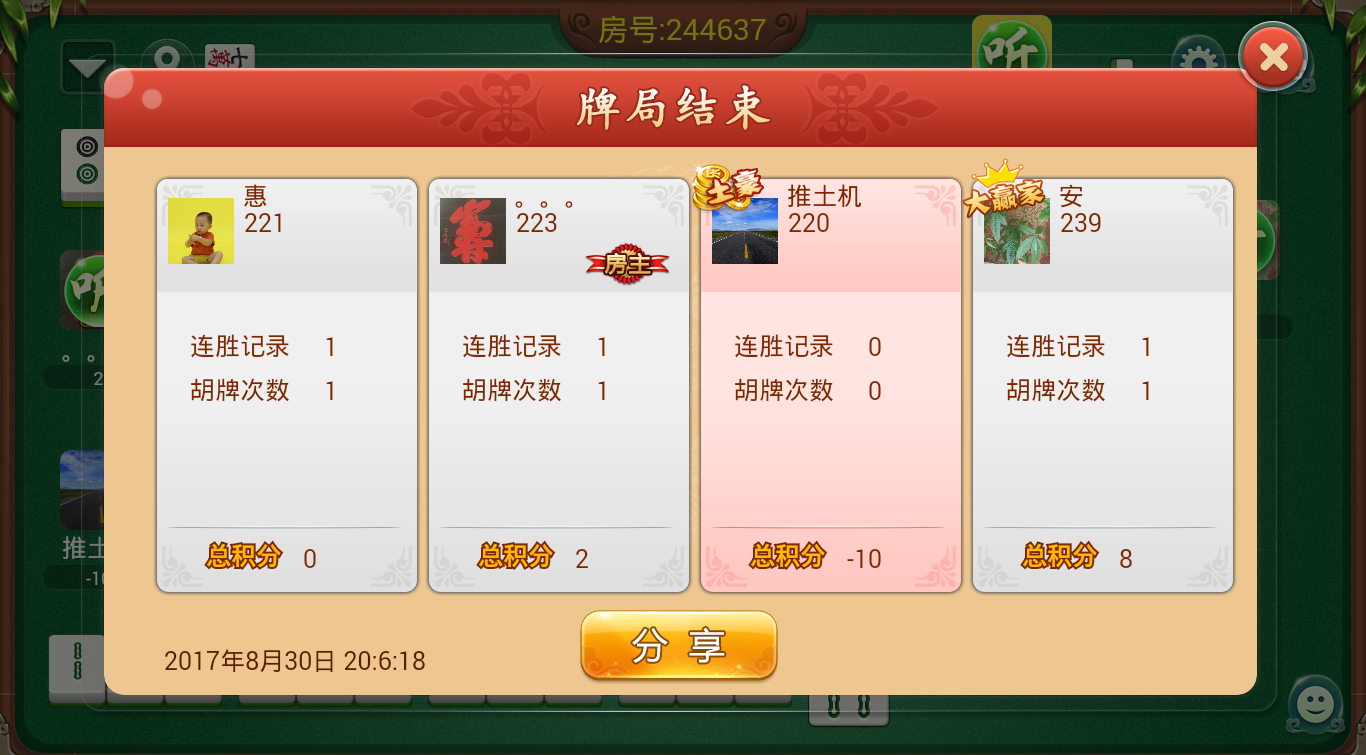 房号:244637
听
牌局结束
惠
221
连胜记录 1
胡牌次数 1
总积分 0
。。。
223
房主
连胜记录 1
胡牌次数 1
总积分 2
土豪
推土机
220
连胜记录 0
胡牌次数 0
总积分 -10
大赢家
安
239
连胜记录 1
胡牌次数 1
总积分 8
2017年8月30日 20:6:18
分享
推土
-10